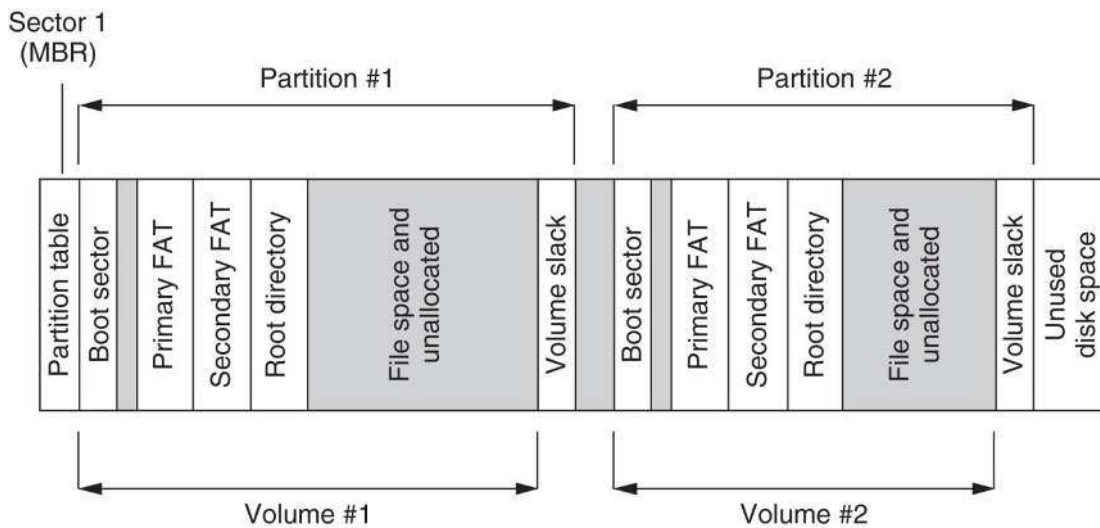 Sector 1
(MBR)
Partition #1
Partition #2
Partition table
Boot sector
Primary FAT
Secondary FAT
Root directory
File space and
unallocated
Volume slack
Boot sector
Primary FAT
Secondary FAT
Root directory
File space and
unallocated
Volume slack
Unused
disk space
Volume #1
Volume #2